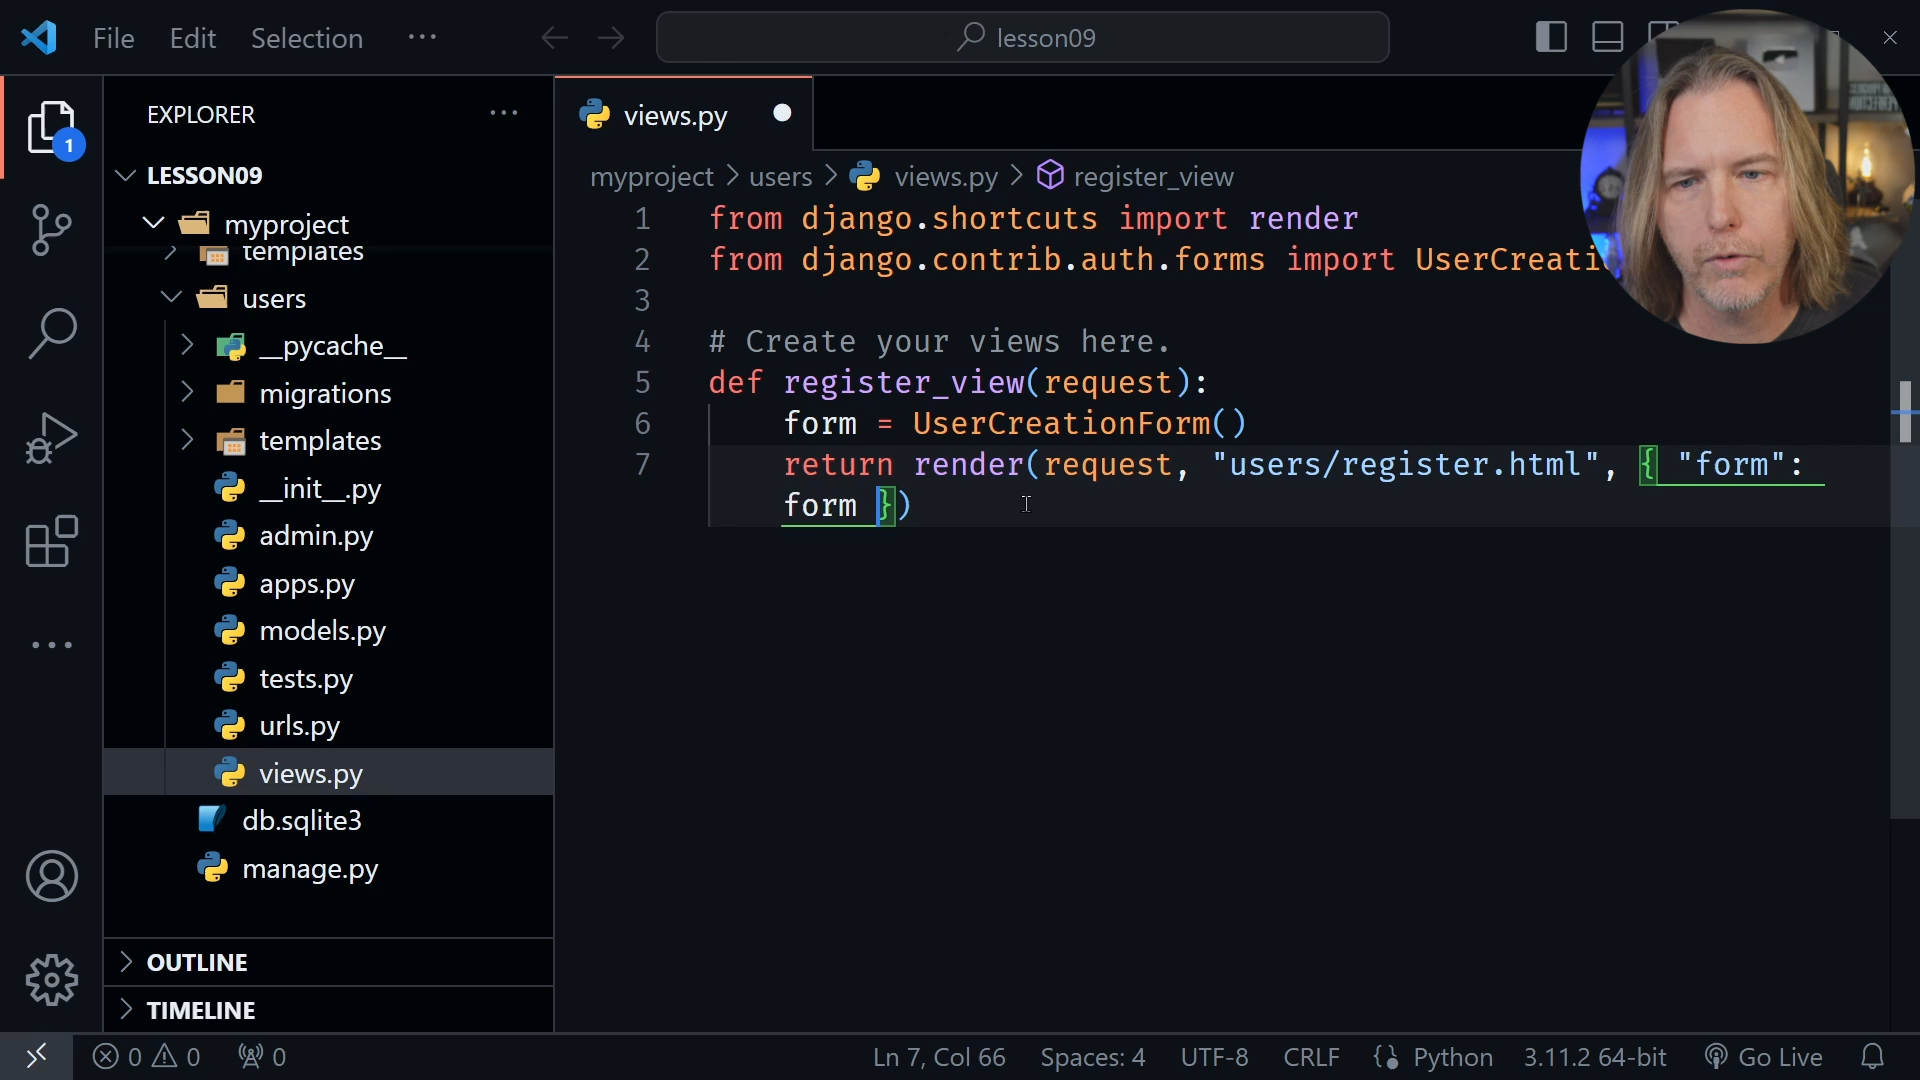 File Edit Selection ··· lesson09
EXPLORER ···
views.py
LESSON09
myproject
templates
users
__pycache__
migrations
templates
__init__.py
admin.py
apps.py
models.py
tests.py
urls.py
views.py
db.sqlite3
manage.py
OUTLINE
TIMELINE
1
myproject > users > views.py > register_view
1 from django.shortcuts import render
2 from django.contrib.auth.forms import
3
4 # Create your views here.
5 def register_view(request):
6 form = UserCreationForm()
7 return render(request, "users/register.html", { "form":
form })
0 0 0 Ln 7, Col 66 Spaces: 4 UTF-8 CRLF Python 3.11.2 64-bit Go Live